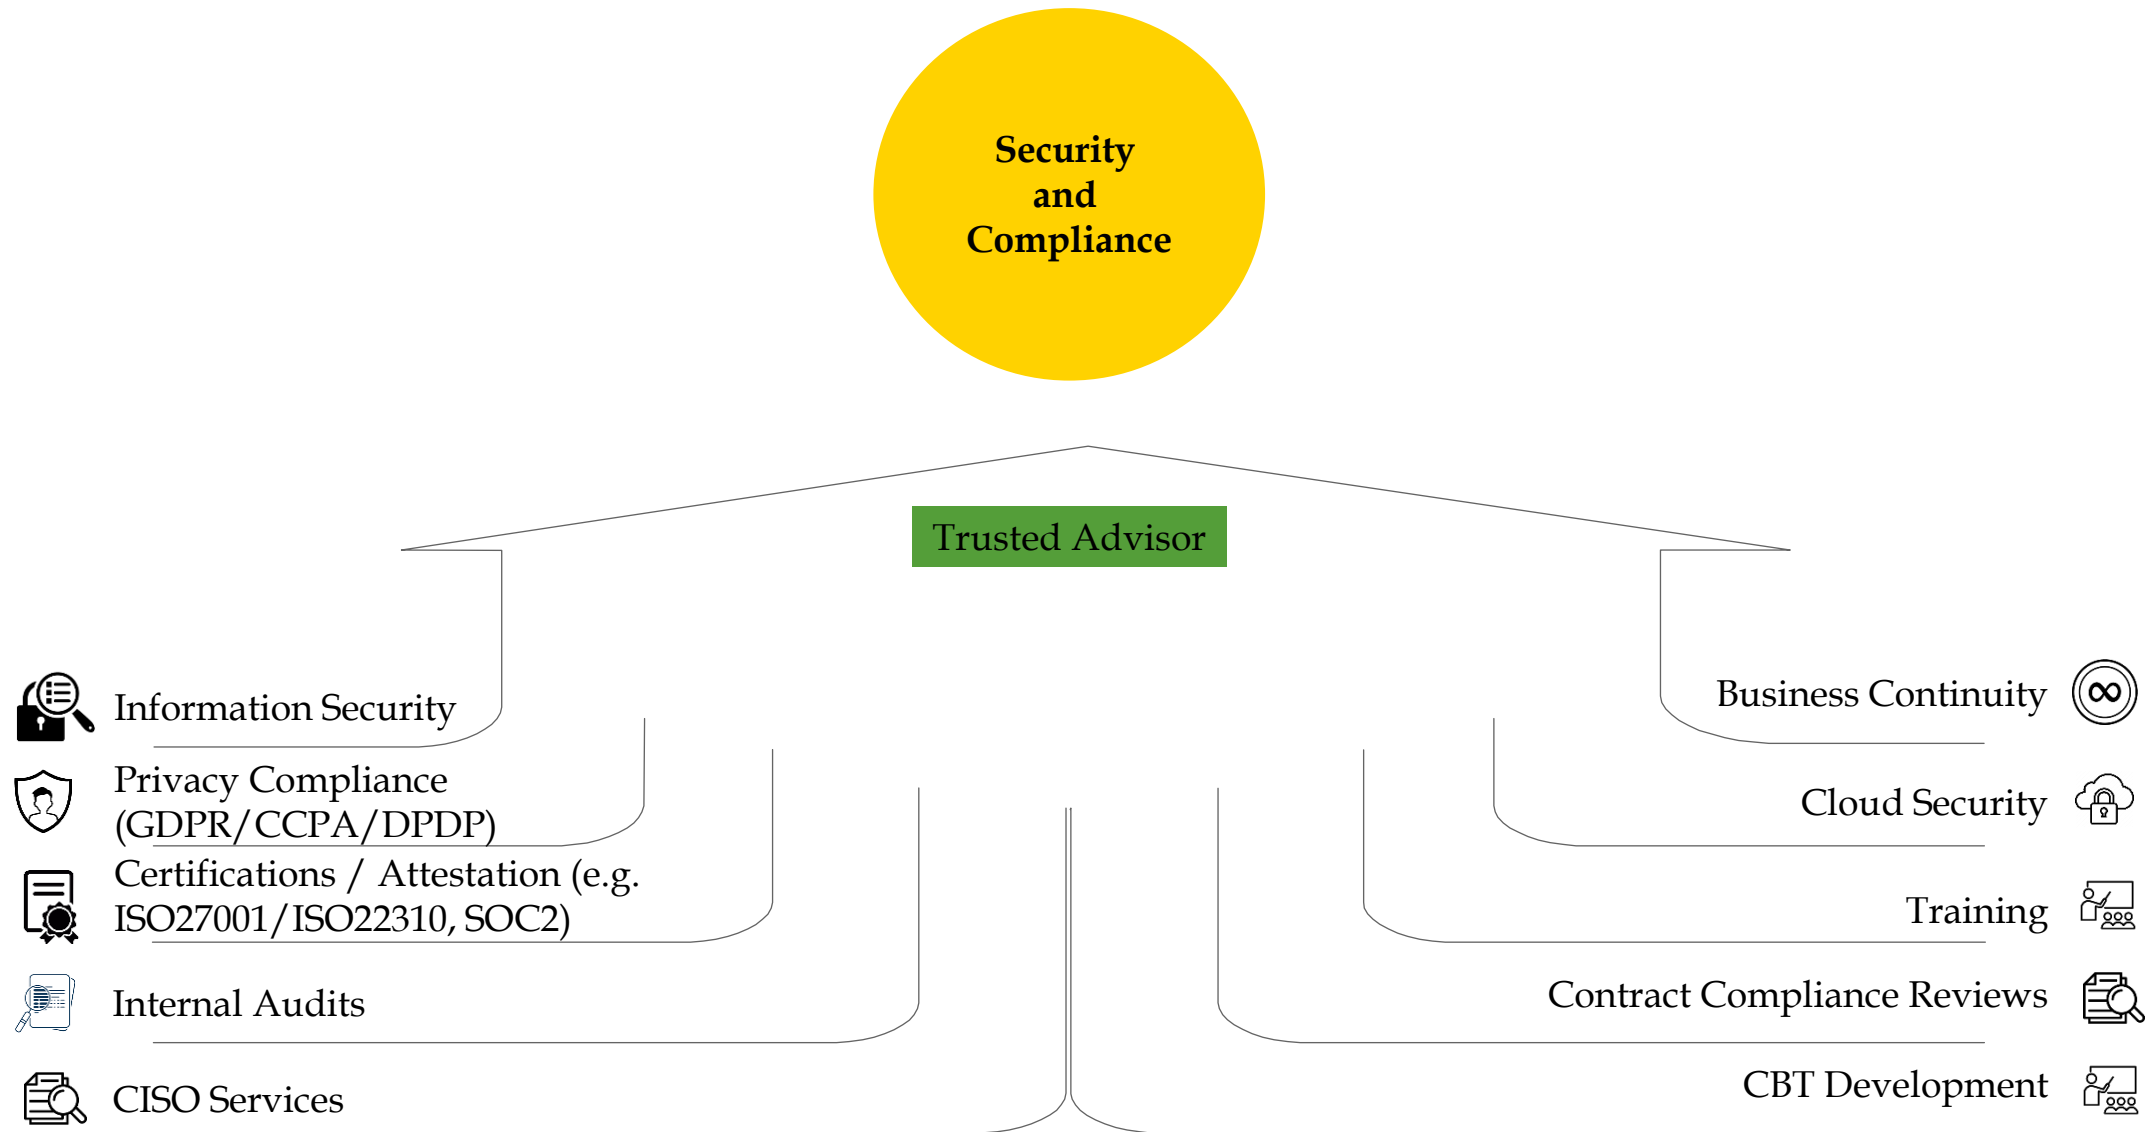 Security
and
Compliance
Trusted Advisor
Information Security
Privacy Compliance
(GDPR/CCPA/DPDP)
Certifications / Attestation (e.g.
ISO27001/ISO22310, SOC2)
Internal Audits
CISO Services
Business Continuity
Cloud Security
Training
Contract Compliance Reviews
CBT Development